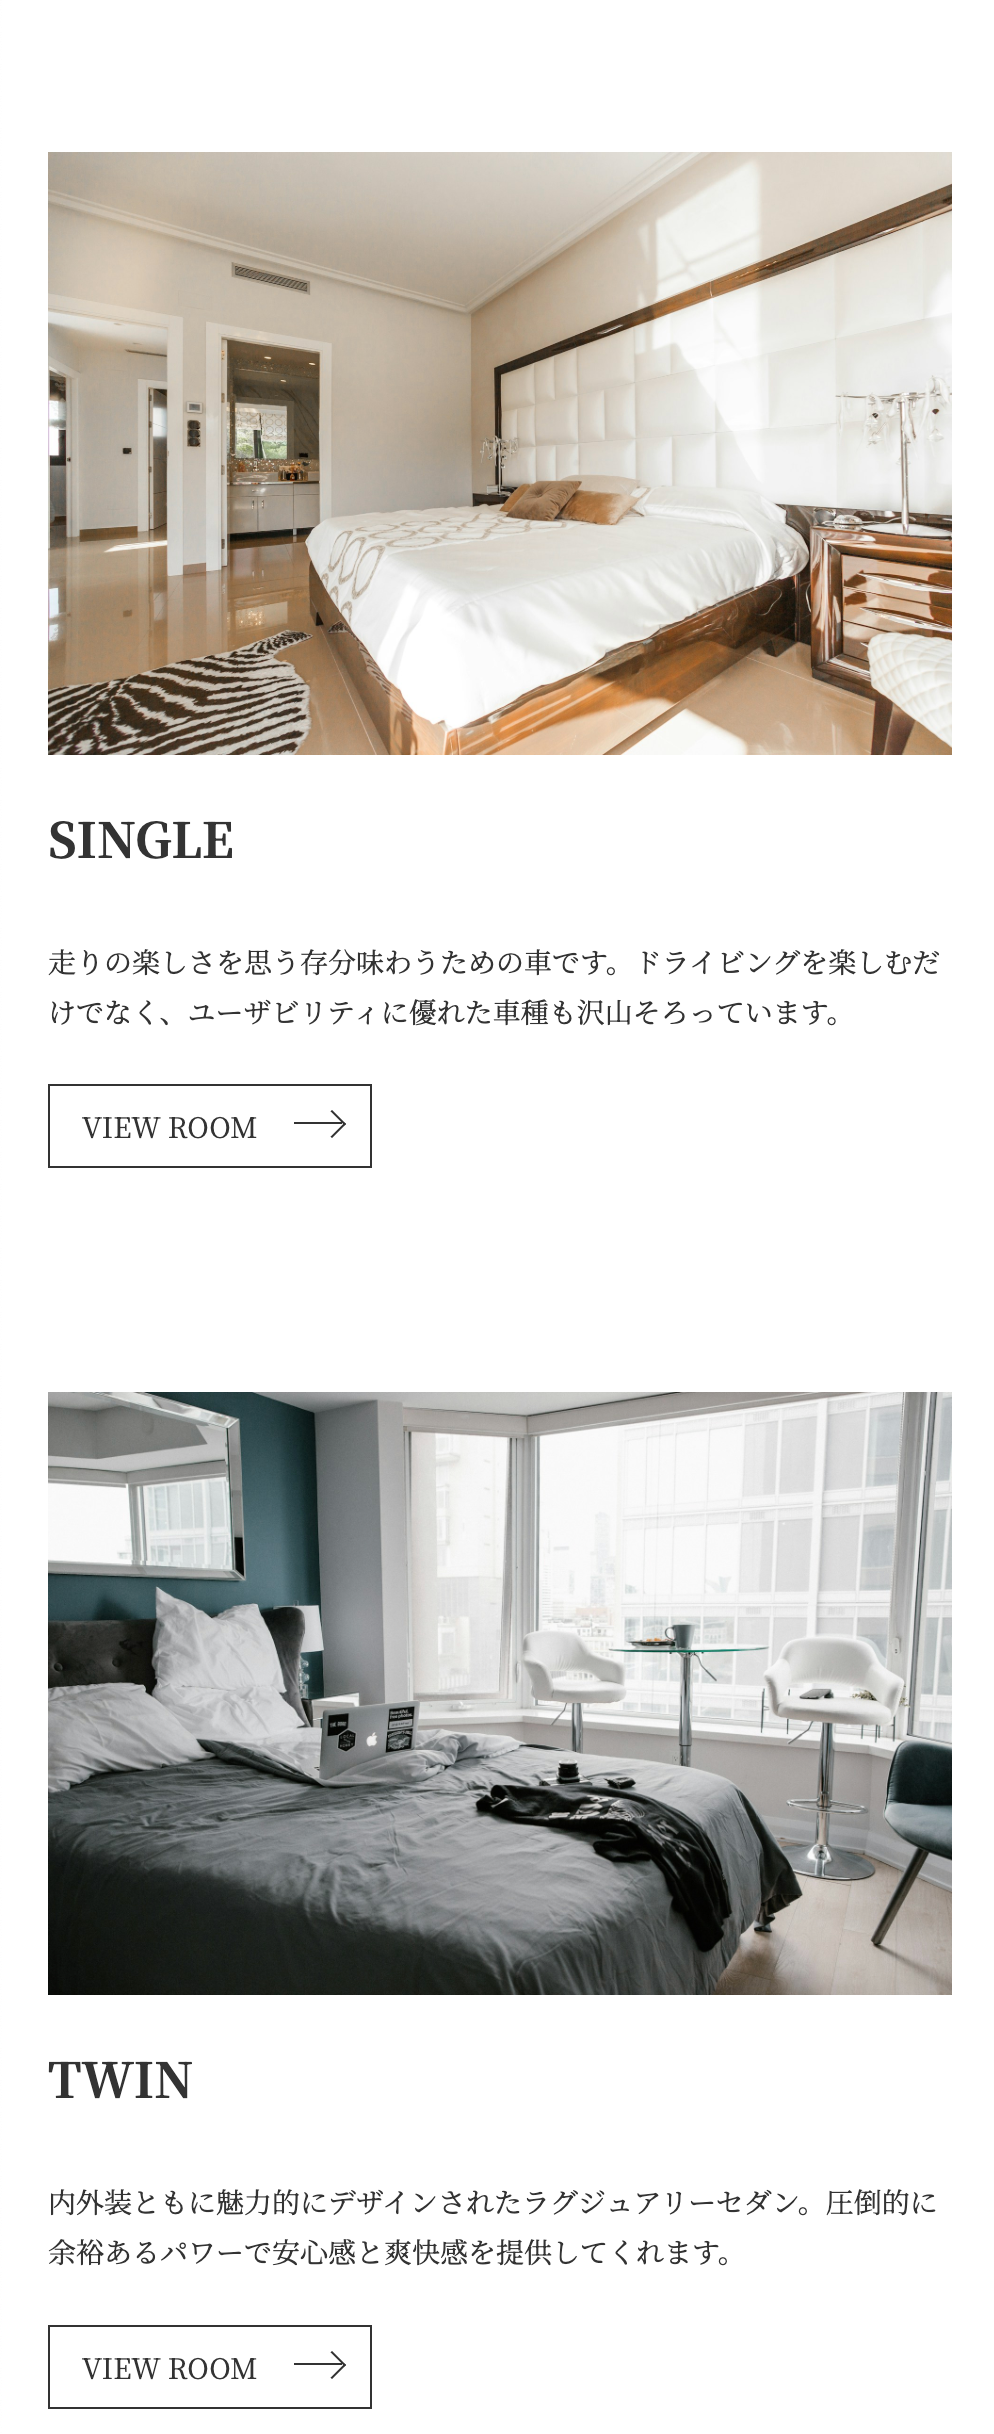 SINGLE
走りの楽しさを思う存分味わうための車です。ドライビングを楽しむだ
けでなく、ユーザビリティに優れた車種も沢山そろっています。
VIEW ROOM
TWIN
内外装ともに魅力的にデザインされたラグジュアリーセダン。圧倒的に
余裕あるパワーで安心感と爽快感を提供してくれます。
VIEW ROOM